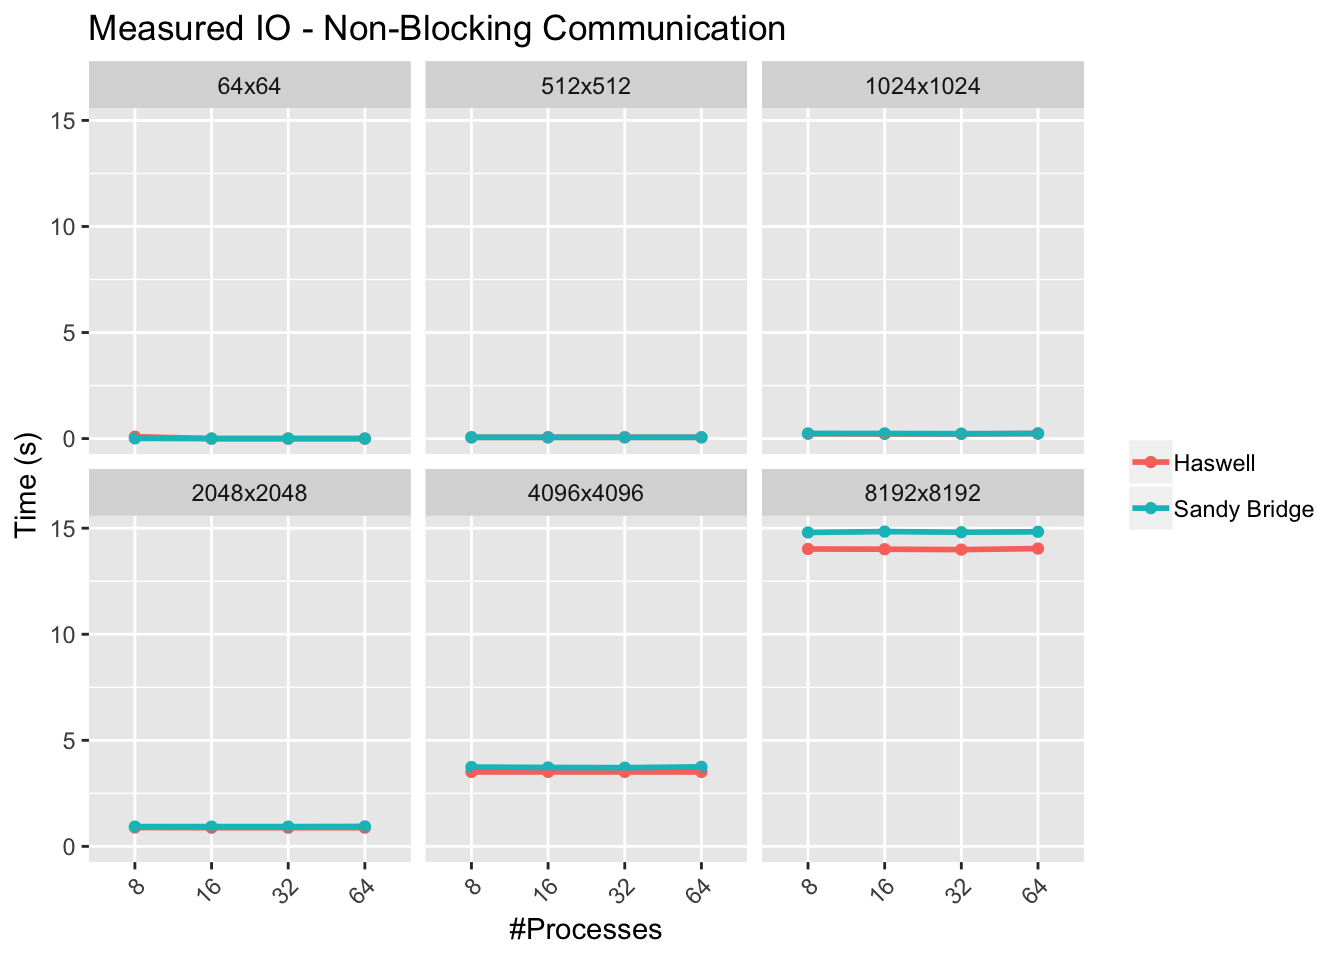 Measured IO - Non-Blocking Communication
64x64
512x512
1024x1024
15
10
5
0
2048x2048
4096x4096
8192x8192
15
10
5
0
8
16
32
64
8
16
32
64
8
16
32
64
Time (s)
#Processes
Haswell
Sandy Bridge